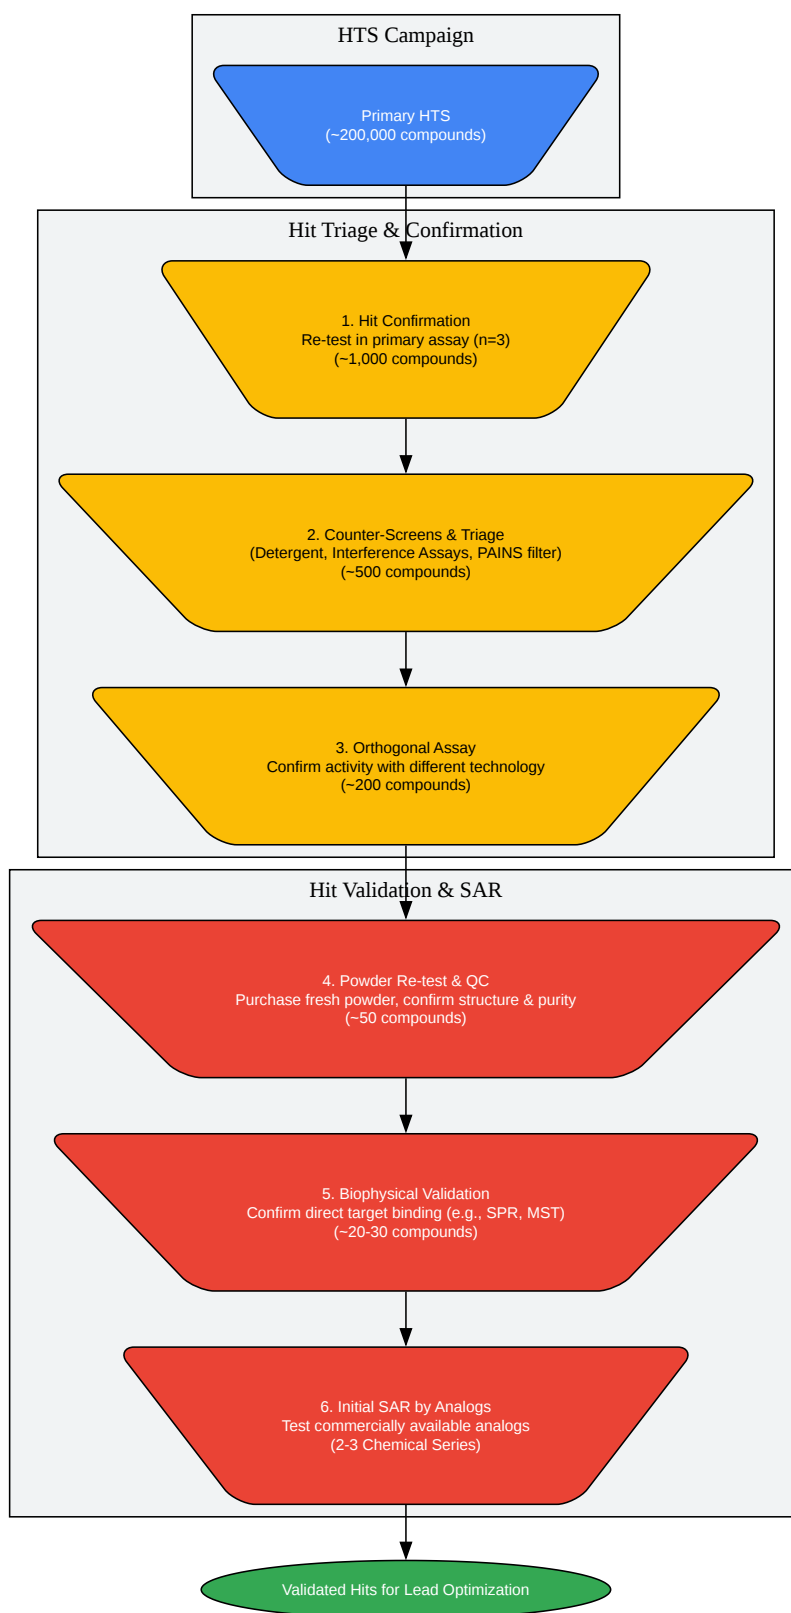 HTS Campaign
Primary HTS
(~200,000 compounds)
Hit Triage & Confirmation
1. Hit Confirmation
Re-test in primary assay (n=3)
(~1,000 compounds)
2. Counter-Screens & Triage
(Detergent, Interference Assays, PAINS filter)
(~500 compounds)
3. Orthogonal Assay
Confirm activity with different technology
(~200 compounds)
Hit Validation & SAR
4. Powder Re-test & QC
Purchase fresh powder, confirm structure & purity
(~50 compounds)
5. Biophysical Validation
Confirm direct target binding (e.g., SPR, MST)
(~20-30 compounds)
6. Initial SAR by Analogs
Test commercially available analogs
(2-3 Chemical Series)
Validated Hits for Lead Optimization